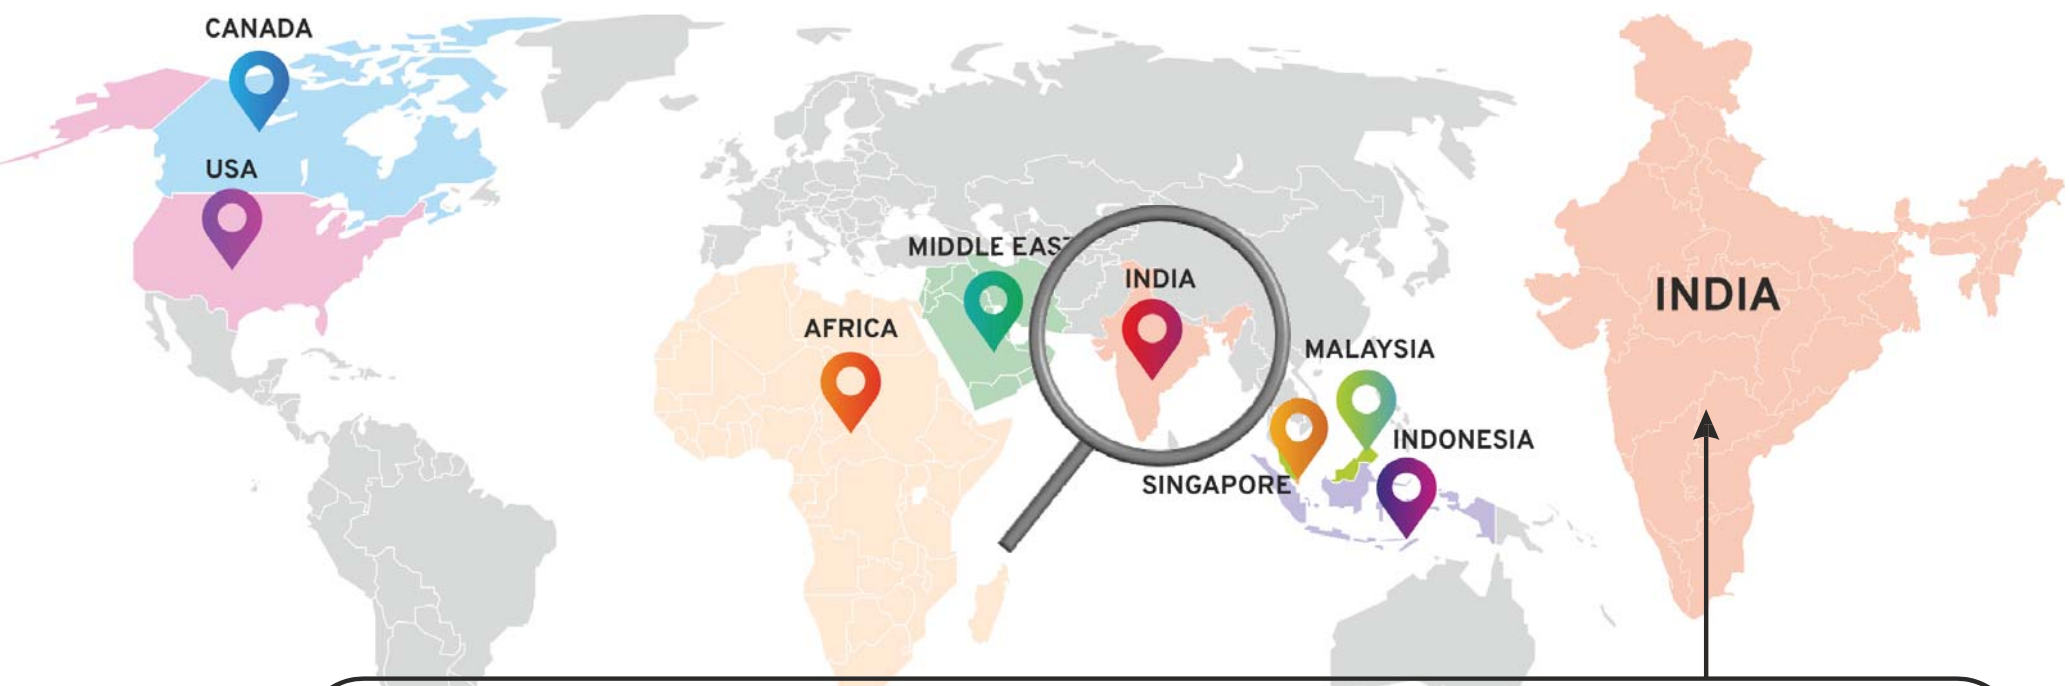 CANADA
USA
MIDDLE EAST
INDIA
INDIA
AFRICA
MALAYSIA
INDONESIA
SINGAPORE